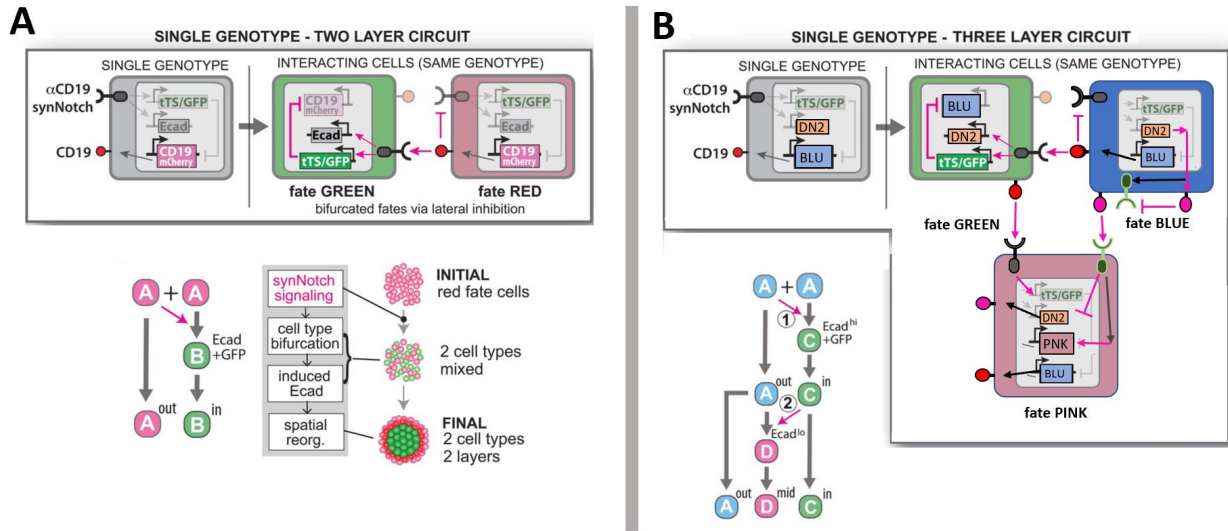 A
SINGLE GENOTYPE - TWO LAYER CIRCUIT
SINGLE GENOTYPE
INTERACTING CELLS (SAME GENOTYPE)
αCD19
synNotch
CD19
tTS/GFP
Ecad
CD19
mCherry
CD19
mCherry
Ecad
tTS/GFP
tTS/GFP
Ecad
CD19
mCherry
fate GREEN
fate RED
bifurcated fates via lateral inhibition
A + A
B
Ecad
+GFP
A out
B in
synNotch
signaling
cell type
bifurcation
induced
Ecad
spatial
reorg.
INITIAL
red fate cells
2 cell types
mixed
FINAL
2 cell types
2 layers
B
SINGLE GENOTYPE - THREE LAYER CIRCUIT
SINGLE GENOTYPE
INTERACTING CELLS (SAME GENOTYPE)
αCD19
synNotch
CD19
tTS/GFP
DN2
BLU
BLU
DN2
tTS/GFP
tTS/GFP
DN2
BLU
fate GREEN
fate BLUE
tTS/GFP
DN2
PNK
BLU
fate PINK
A + A
1
C
Ecad hi
+GFP
A out
C in
2
Ecad lo
D
A out
D mid
C in